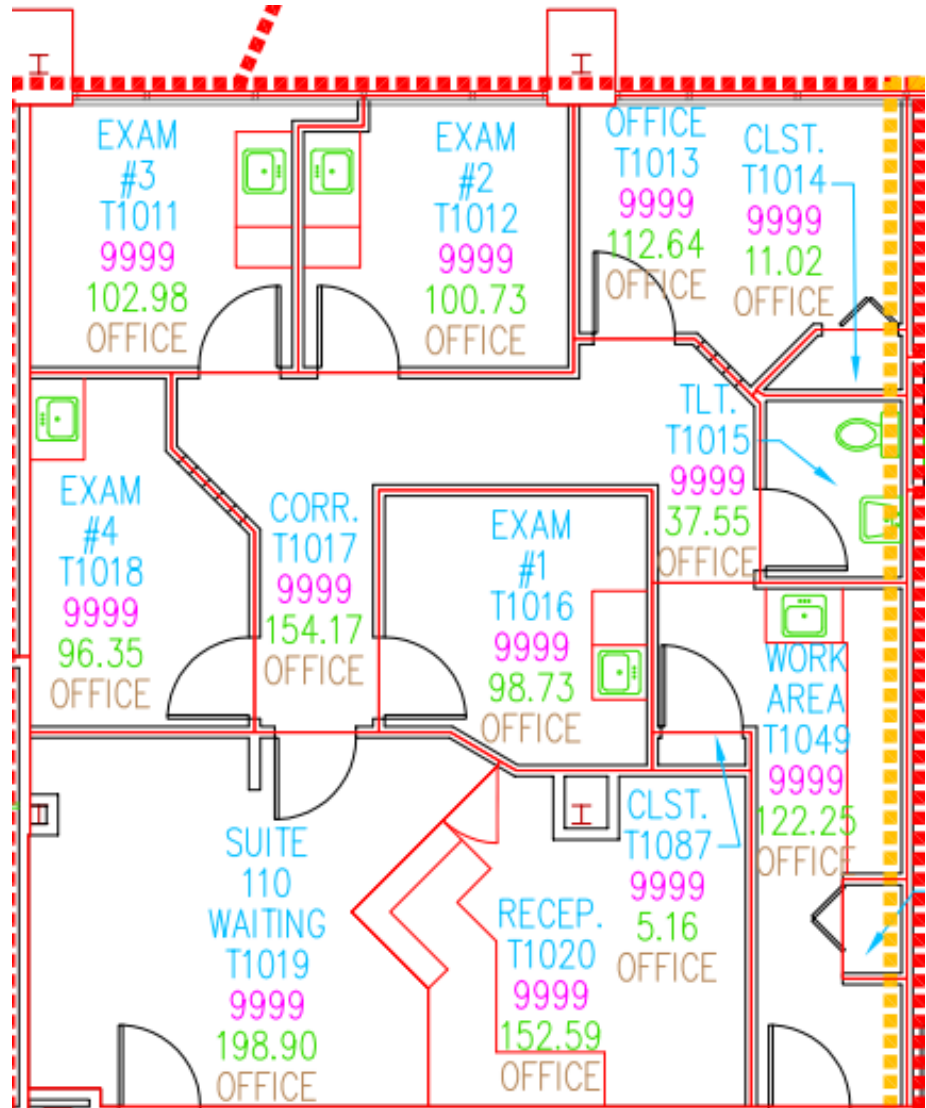 EXAM
#3
T1011
9999
102.98
OFFICE
EXAM
#2
T1012
9999
100.73
OFFICE
OFFICE
T1013
9999
112.64
OFFICE
CLST.
T1014
9999
11.02
OFFICE
TLT.
T1015
9999
37.55
OFFICE
EXAM
#4
T1018
9999
96.35
OFFICE
CORR.
T1017
9999
154.17
OFFICE
EXAM
#1
T1016
9999
98.73
OFFICE
WORK
AREA
T1049
9999
122.25
OFFICE
SUITE
110
WAITING
T1019
9999
198.90
OFFICE
RECEP.
T1020
9999
152.59
OFFICE
CLST.
T1087
9999
5.16
OFFICE